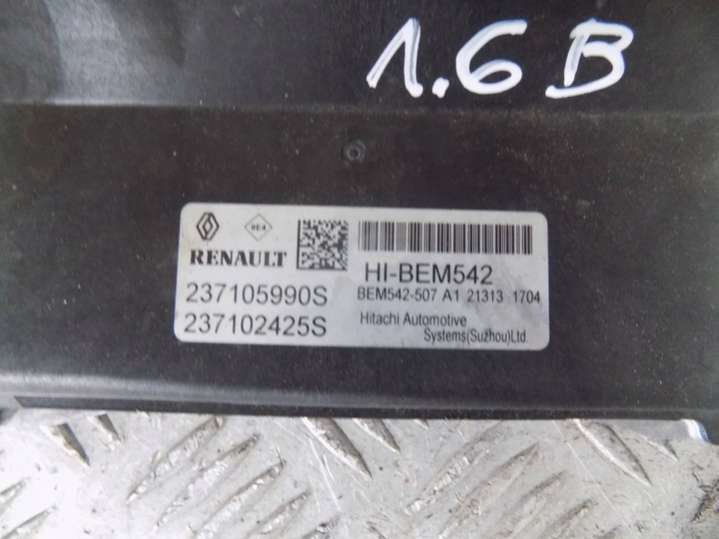 1.6 B
RENAULT
237105990S
237102425S
HI-BEM542
BEM542-507 A1 21313 1704
Hitachi Automotive
Systems(Suzhou)Ltd.